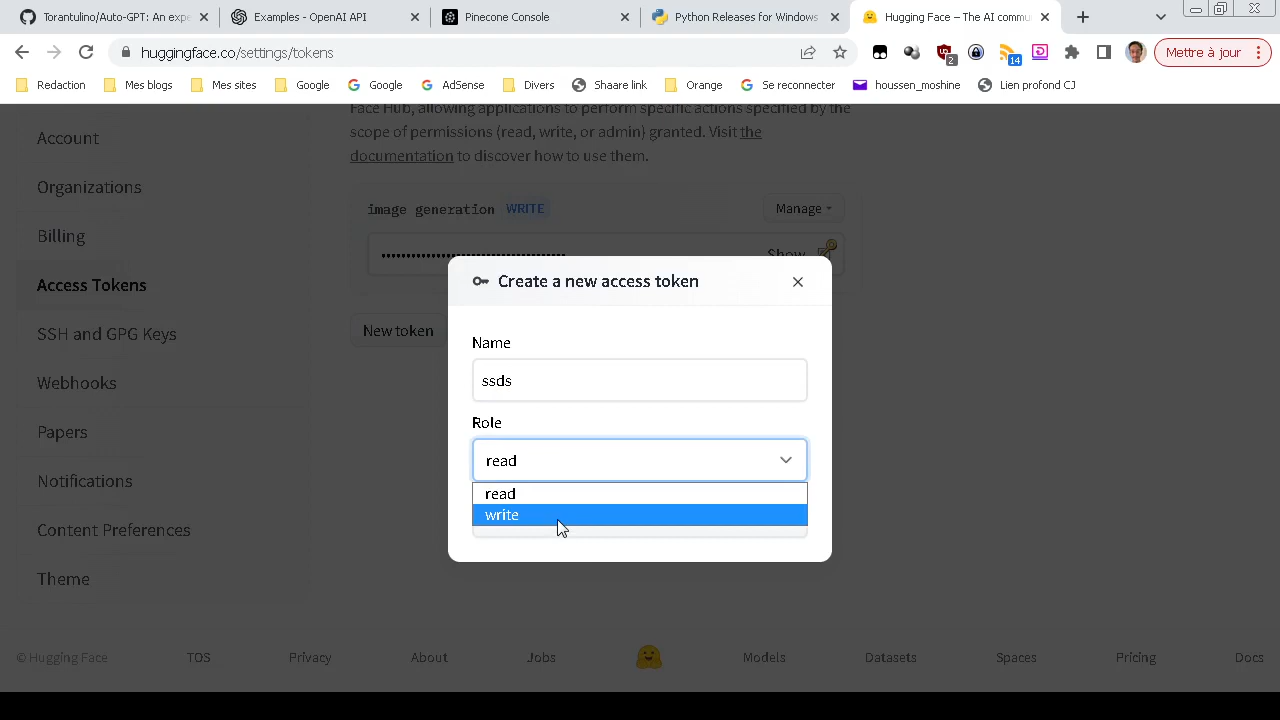 Torantulino/Auto-GPT: An expe
Examples - OpenAI API
Pinecone Console
Python Releases for Windows
Hugging Face – The AI commu
huggingface.co/settings/tokens
2
14
Mettre à jour
Redaction
Mes blogs
Mes sites
Google
Google
AdSense
Divers
Shaare link
Orange
Se reconnecter
houssen_moshine
Lien profond CJ
Face Hub, allowing applications to perform specific actions specified by the
scope of permissions (read, write, or admin) granted. Visit the
documentation to discover how to use them.
Account
Organizations
Billing
Access Tokens
SSH and GPG Keys
Webhooks
Papers
Notifications
Content Preferences
Theme
image generation WRITE
Manage
Show
New token
Create a new access token
Name
ssds
Role
read
read
write
© Hugging Face
TOS
Privacy
About
Jobs
Models
Datasets
Spaces
Pricing
Docs